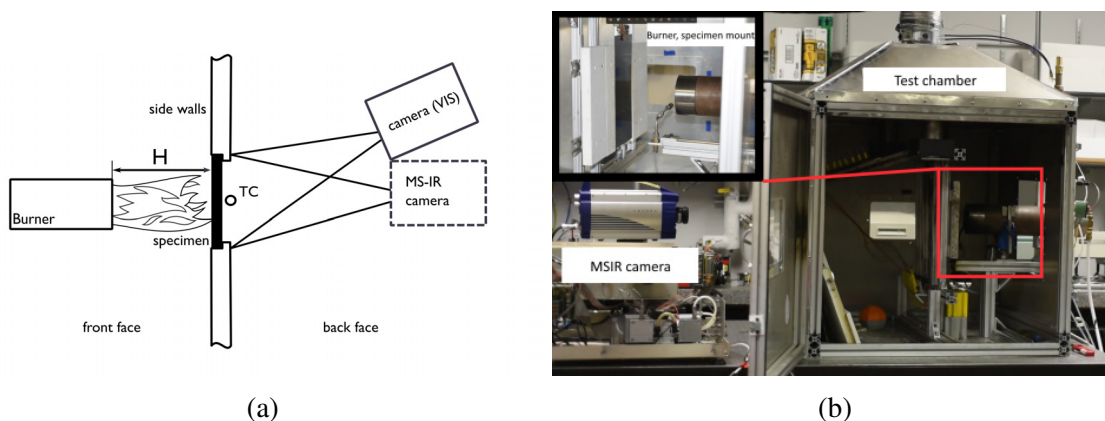 side walls
camera (VIS)
H
MS-IR
camera
TC
Burner
specimen
front face
back face
(a)
Burner, specimen mount
Test chamber
MSIR camera
(b)